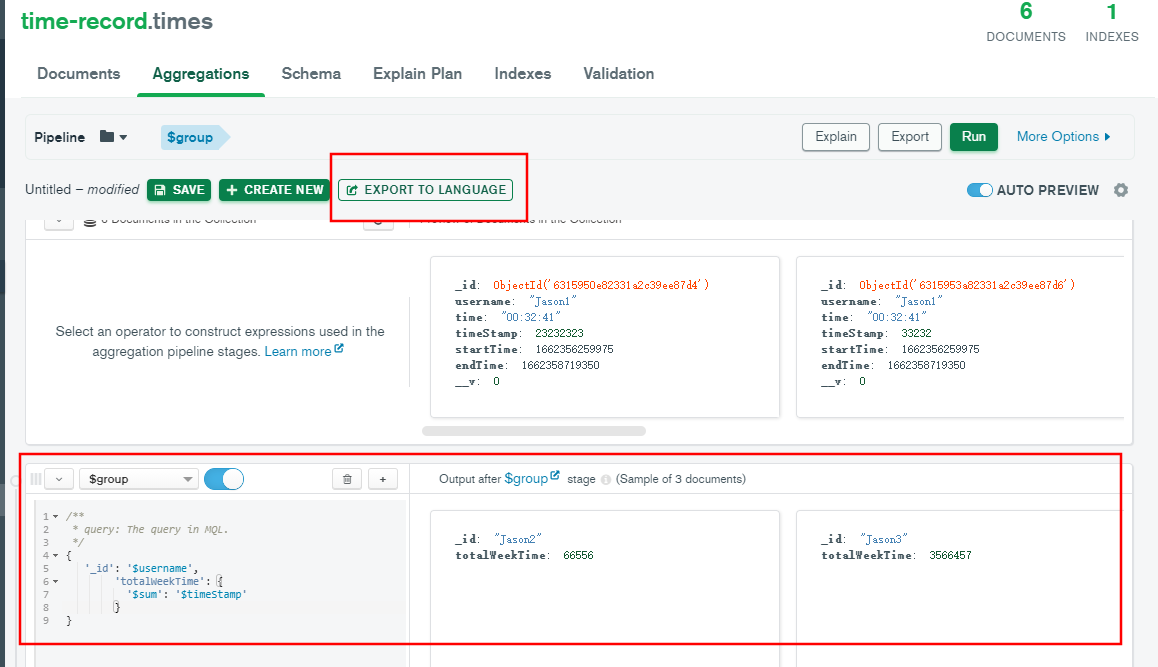 time-record.times
6
DOCUMENTS
1
INDEXES
Documents Aggregations Schema Explain Plan Indexes Validation
Pipeline $group Explain Export Run More Options
Untitled – modified SAVE + CREATE NEW EXPORT TO LANGUAGE AUTO PREVIEW
Documents in the Collection of Documents in the Collection
Select an operator to construct expressions used in the
aggregation pipeline stages. Learn more
_id: ObjectId('6315950e82331a2c39ee87d4')
username: "Jason1"
time: "00:32:41"
timeStamp: 23232323
startTime: 1662356259975
endTime: 1662358719350
__v: 0
_id: ObjectId('6315953a82331a2c39ee87d6')
username: "Jason1"
time: "00:32:41"
timeStamp: 33232
startTime: 1662356259975
endTime: 1662358719350
__v: 0
$group
Output after $group stage (Sample of 3 documents)
1 /**
2 * query: The query in MQL.
3 */
4 {
5 '_id': '$username',
6 'totalWeekTime': {
7 '$sum': '$timeStamp'
8 }
9 }
_id: "Jason2"
totalWeekTime: 66556
_id: "Jason3"
totalWeekTime: 3566457